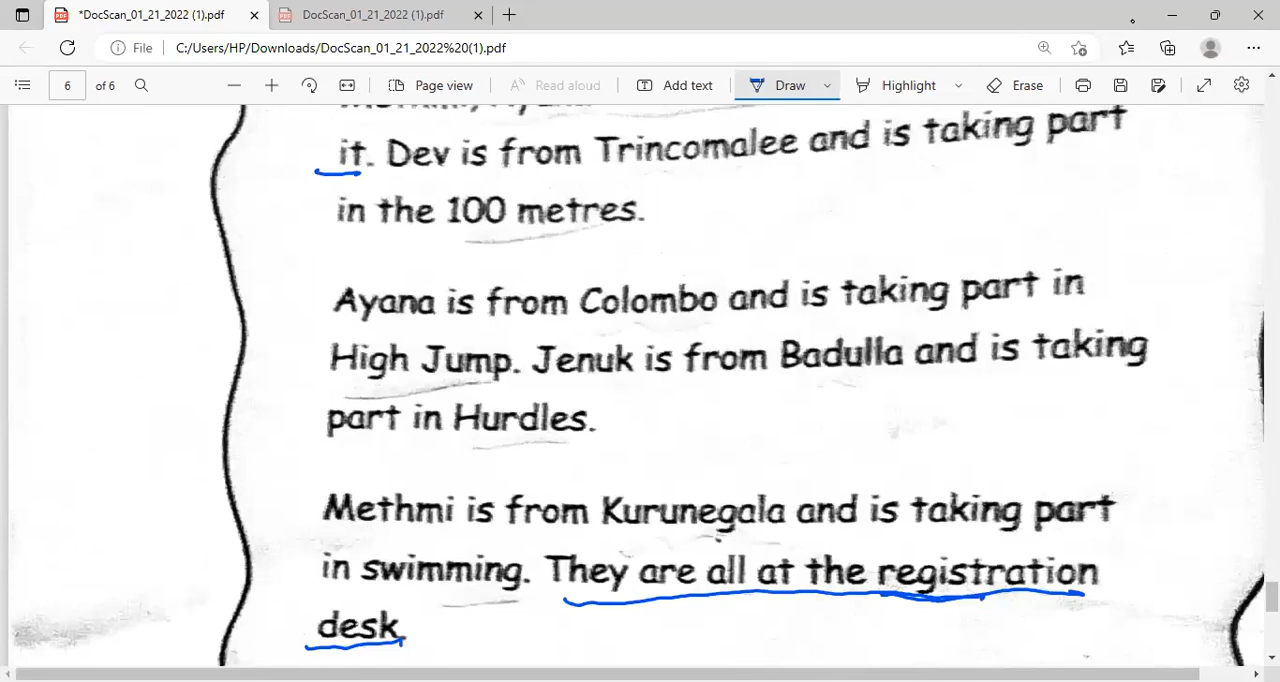 *DocScan_01_21_2022 (1).pdf
DocScan_01_21_2022 (1).pdf
File
C:/Users/HP/Downloads/DocScan_01_21_2022%20(1).pdf
6 of 6
Page view
Read aloud
Add text
Draw
Highlight
Erase
it. Dev is from Trincomalee and is taking part
in the 100 metres.
Ayana is from Colombo and is taking part in
High Jump. Jenuk is from Badulla and is taking
part in Hurdles.
Methmi is from Kurunegala and is taking part
in swimming. They are all at the registration
desk.